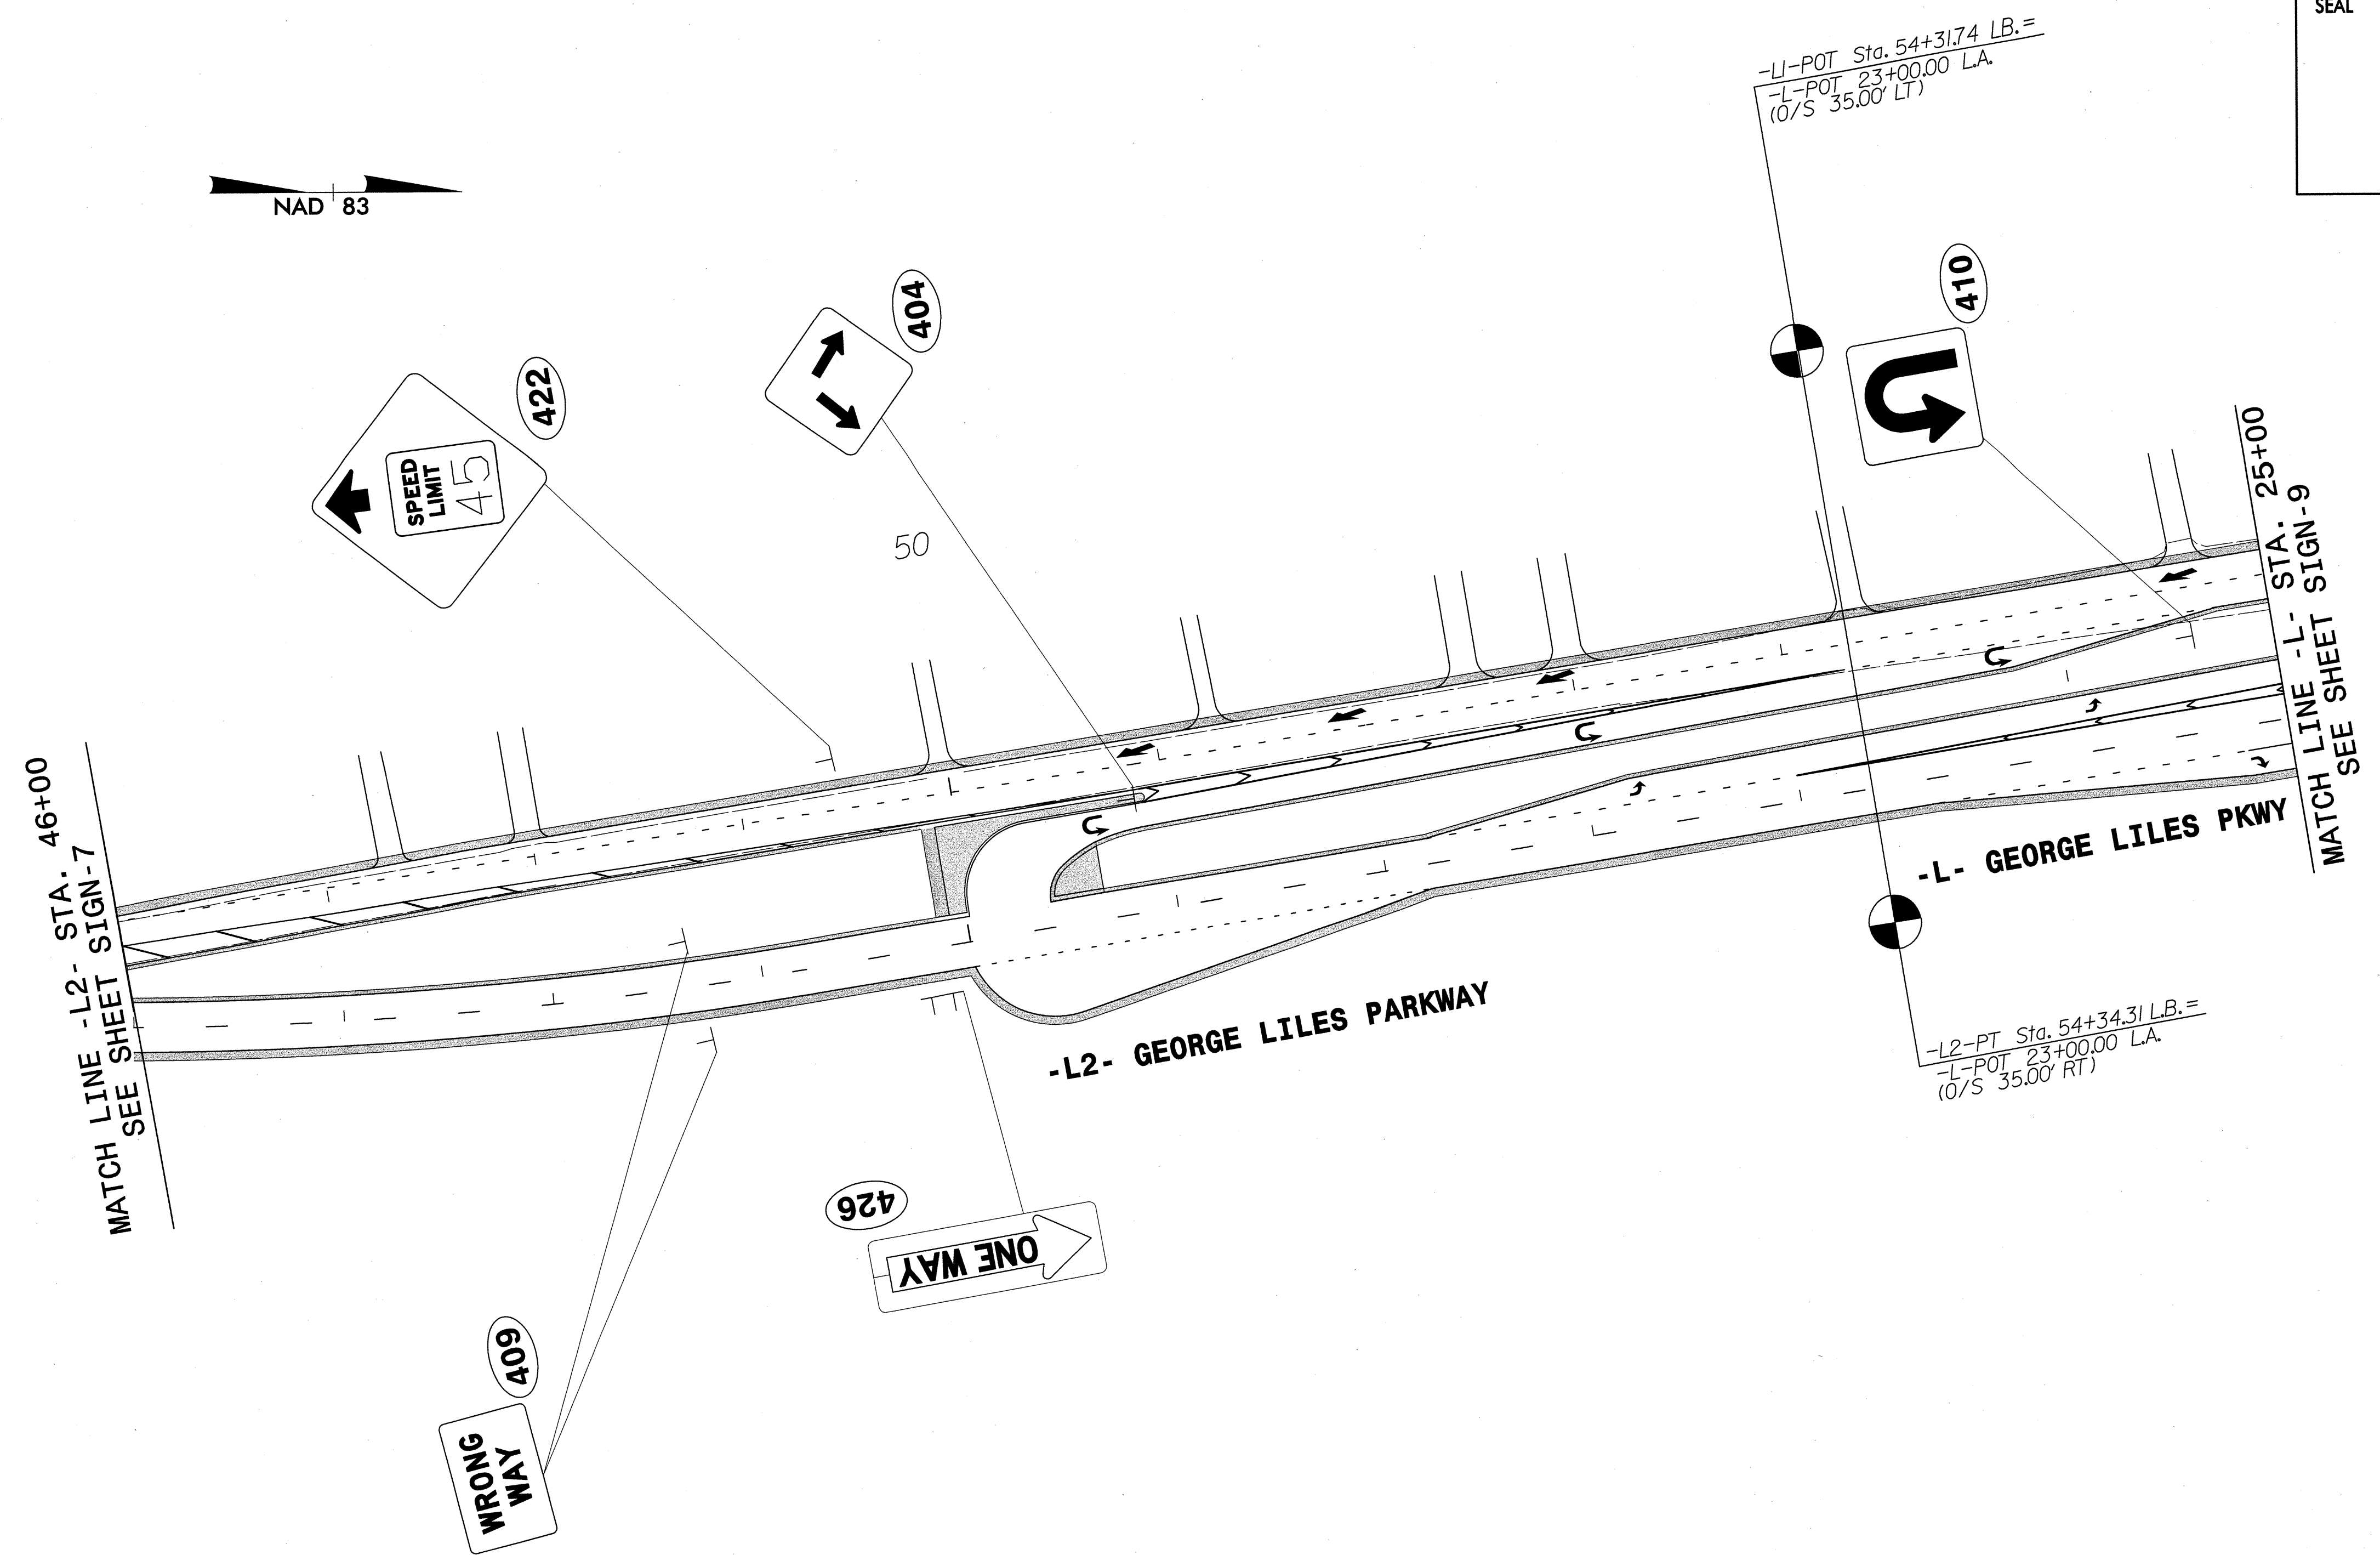 SEAL
-L1-POT Sta. 54+31.74 LB.=
-L-POT 23+00.00 L.A.
(O/S 35.00' LT)
NAD 83
410
404
422
SPEED
LIMIT
45
50
MATCH LINE -L- STA. 25+00
SEE SHEET SIGN-9
MATCH LINE -L2- STA. 46+00
SEE SHEET SIGN-7
-L- GEORGE LILES PKWY
-L2- GEORGE LILES PARKWAY
-L2-PT Sta. 54+34.31 L.B.=
-L-POT 23+00.00 L.A.
(O/S 35.00' RT)
426
ONE WAY
409
WRONG
WAY